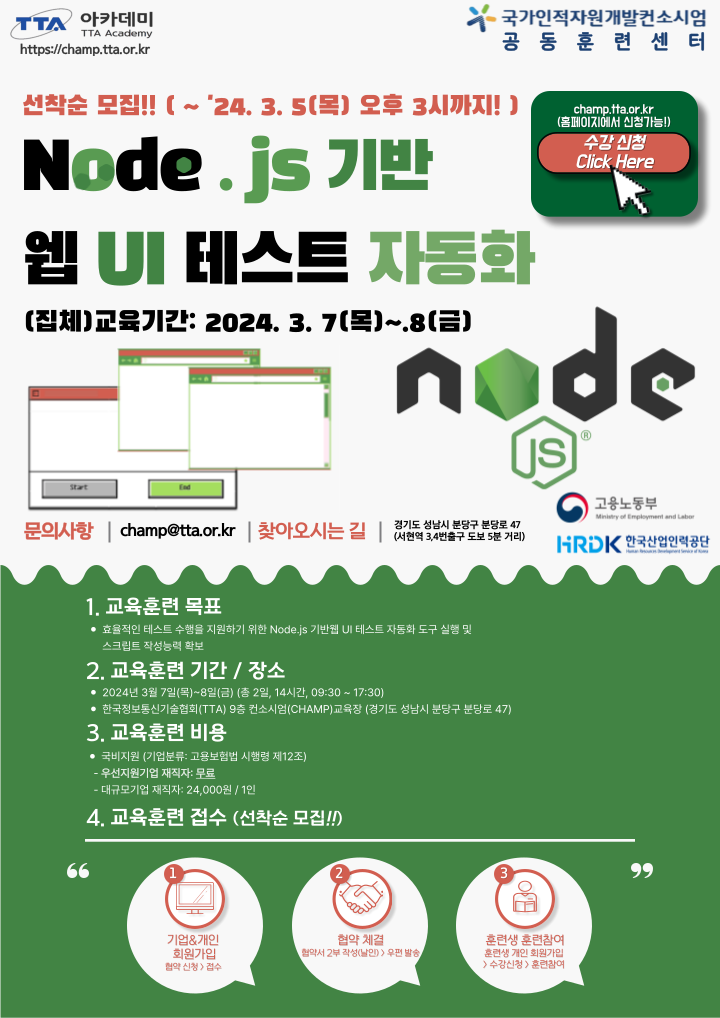 TTA 아카데미
TTA Academy
https://champ.tta.or.kr
국가인적자원개발컨소시엄
공동훈련센터
선착순 모집!! ( ~ '24. 3. 5(목) 오후 3시까지! )
champ.tta.or.kr
(홈페이지에서 신청가능!)
수강 신청
Click Here
Node.js 기반
웹 UI 테스트 자동화
(집체)교육기간: 2024. 3. 7(목)~.8(금)
node
JS®
Start
End
고용노동부
Ministry of Employment and Labor
HRDK 한국산업인력공단
Human Resources Development Service of Korea
문의사항 | champ@tta.or.kr | 찾아오시는 길 |
경기도 성남시 분당구 분당로 47
(서현역 3,4번출구 도보 5분 거리)
1. 교육훈련 목표
• 효율적인 테스트 수행을 지원하기 위한 Node.js 기반웹 UI 테스트 자동화 도구 실행 및
스크립트 작성능력 확보
2. 교육훈련 기간 / 장소
• 2024년 3월 7일(목)~8일(금) (총 2일, 14시간, 09:30 ~ 17:30)
• 한국정보통신기술협회(TTA) 9층 컨소시엄(CHAMP)교육장 (경기도 성남시 분당구 분당로 47)
3. 교육훈련 비용
• 국비지원 (기업분류: 고용보험법 시행령 제12조)
- 우선지원기업 재직자: 무료
- 대규모기업 재직자: 24,000원 / 1인
4. 교육훈련 접수 (선착순 모집!!)
“ ”
1
기업&개인
회원가입
협약 신청 > 접수
2
협약 체결
협약서 2부 작성(날인) > 우편 발송
3
훈련생 훈련참여
훈련생 개인 회원가입
> 수강신청 > 훈련참여